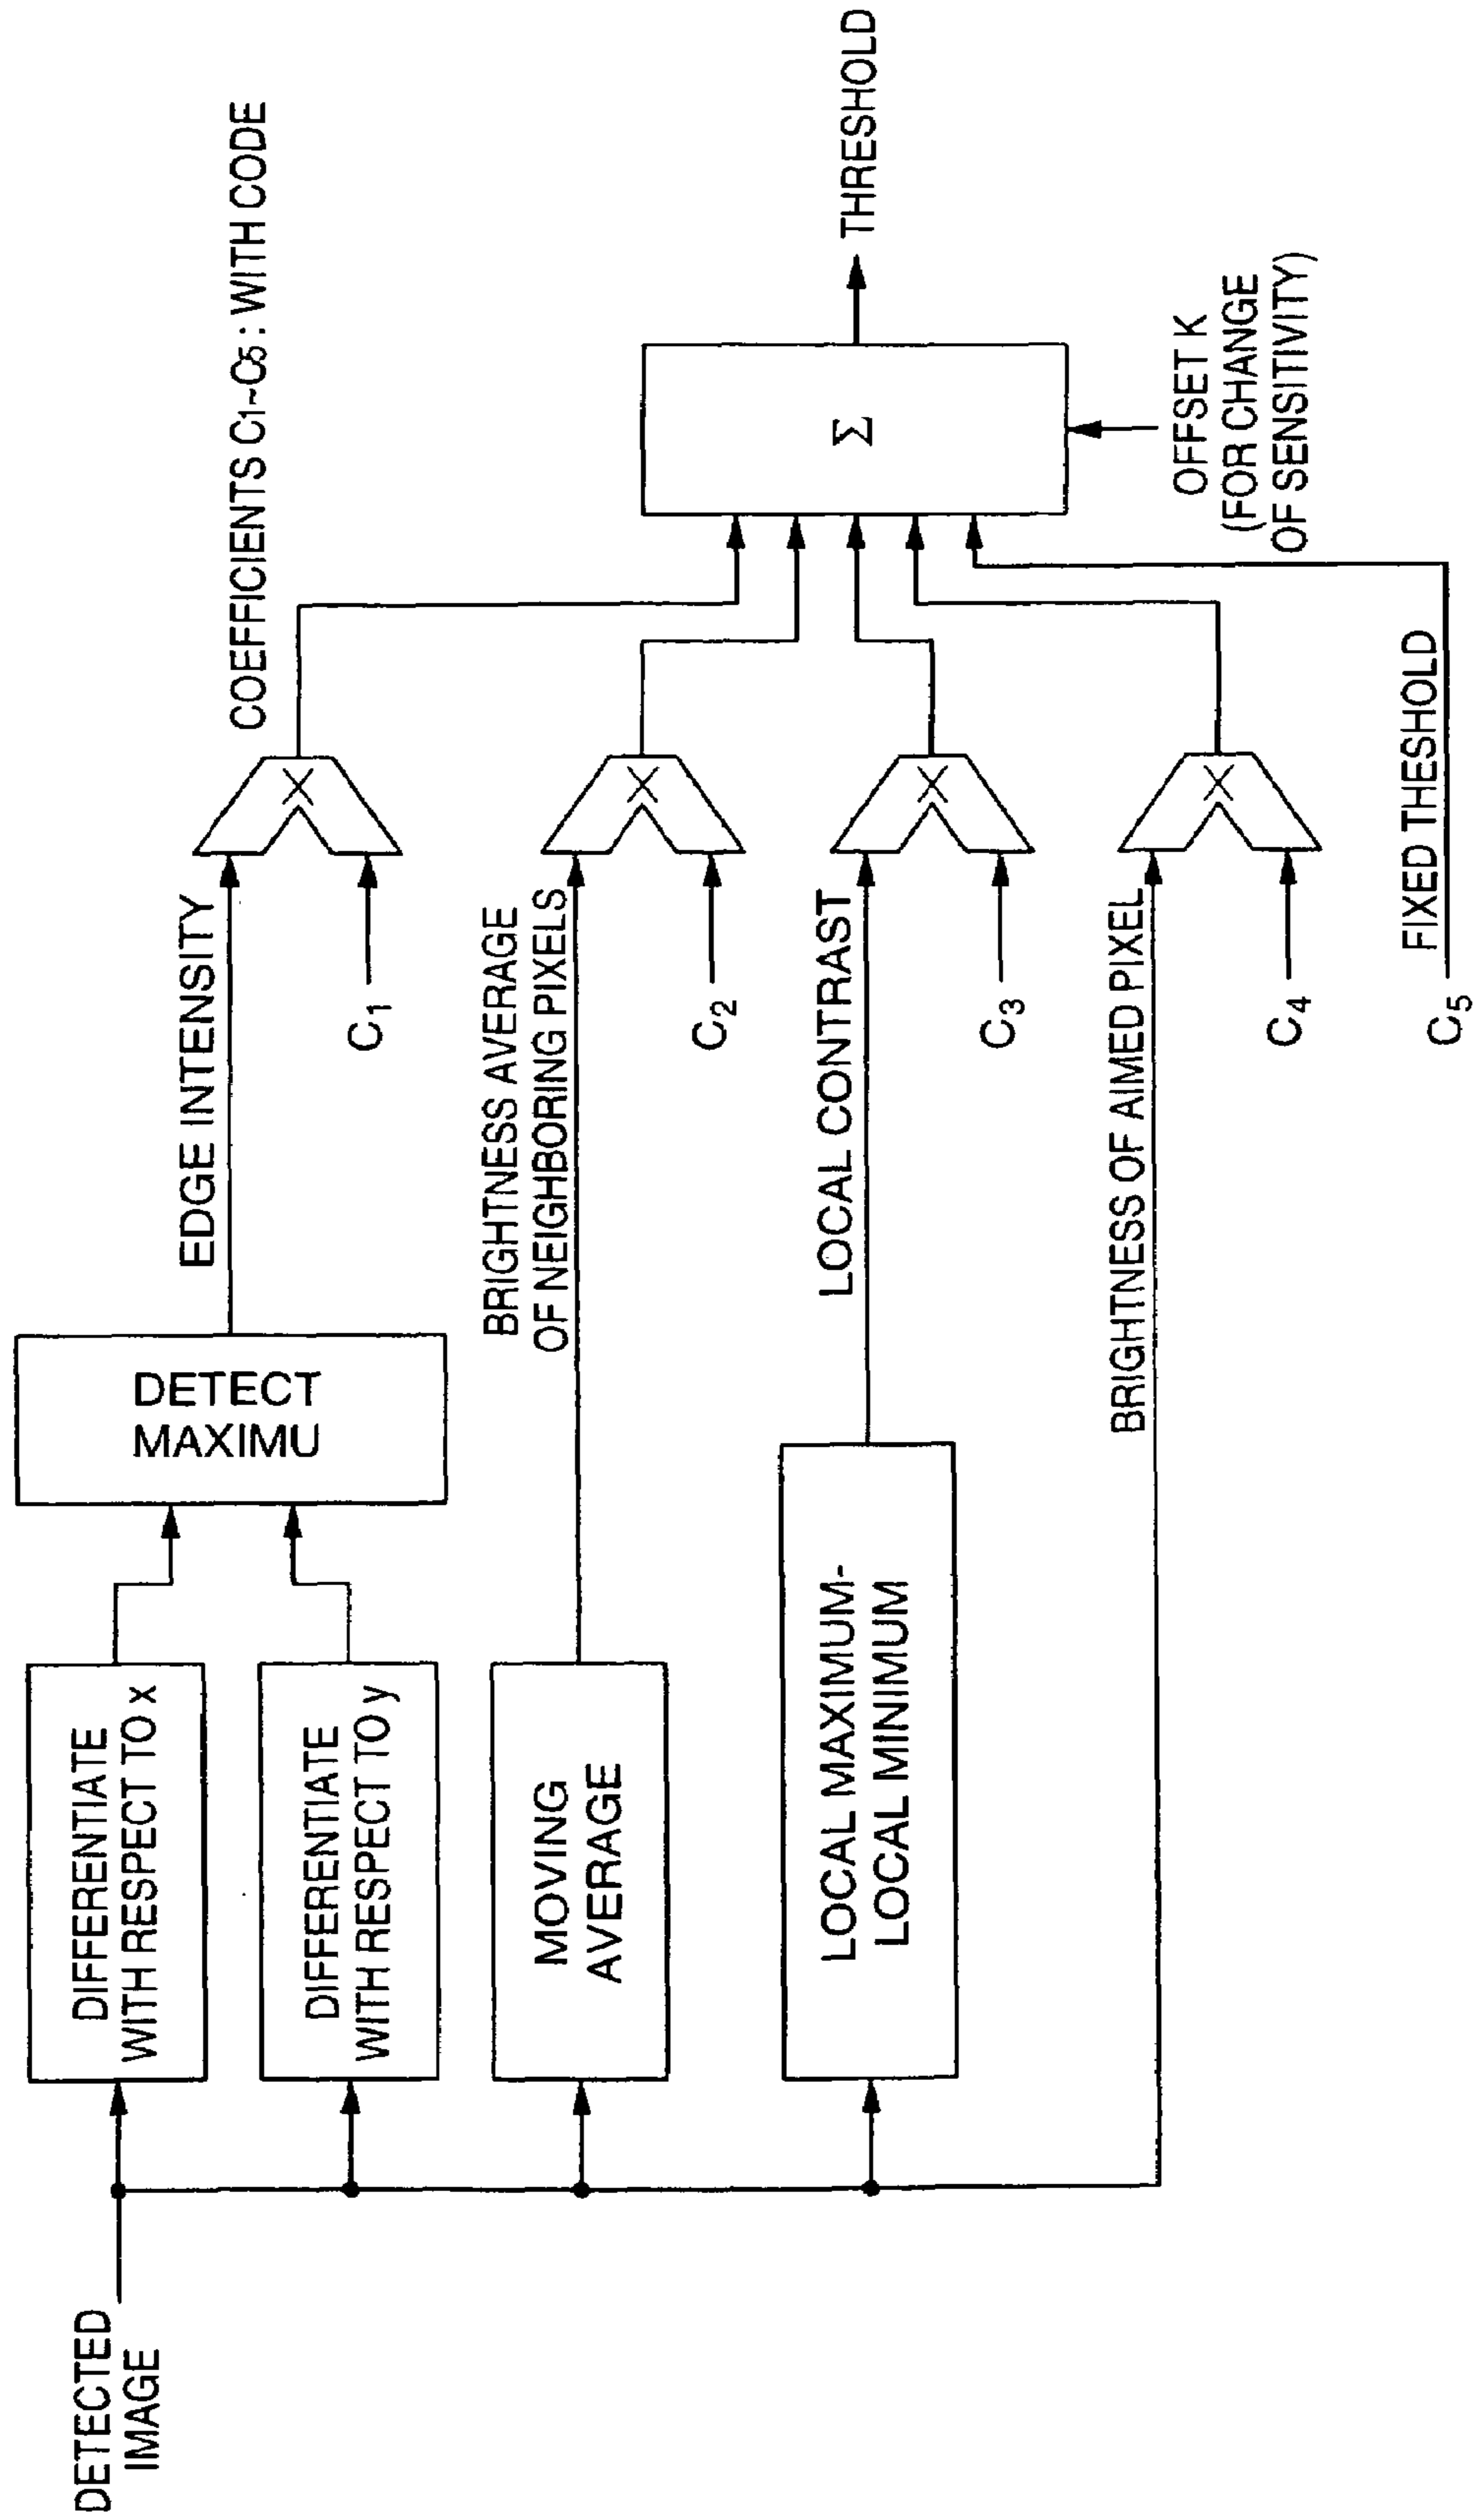 DETECTED
IMAGE
DIFFERENTIATE
WITH RESPECT TO x
DIFFERENTIATE
WITH RESPECT TO y
MOVING
AVERAGE
LOCAL MAXIMUM-
LOCAL MINIMUM
DETECT
MAXIMU
EDGE INTENSITY
BRIGHTNESS AVERAGE
OF NEIGHBORING PIXELS
LOCAL CONTRAST
BRIGHTNESS OF AIMED PIXEL
C1
C2
C3
C4
C5
FIXED THESHOLD
X
X
X
X
COEFFICIENTS C1~C5: WITH CODE
Σ
OFFSET K
(FOR CHANGE
OF SENSITIVITY)
THRESHOLD